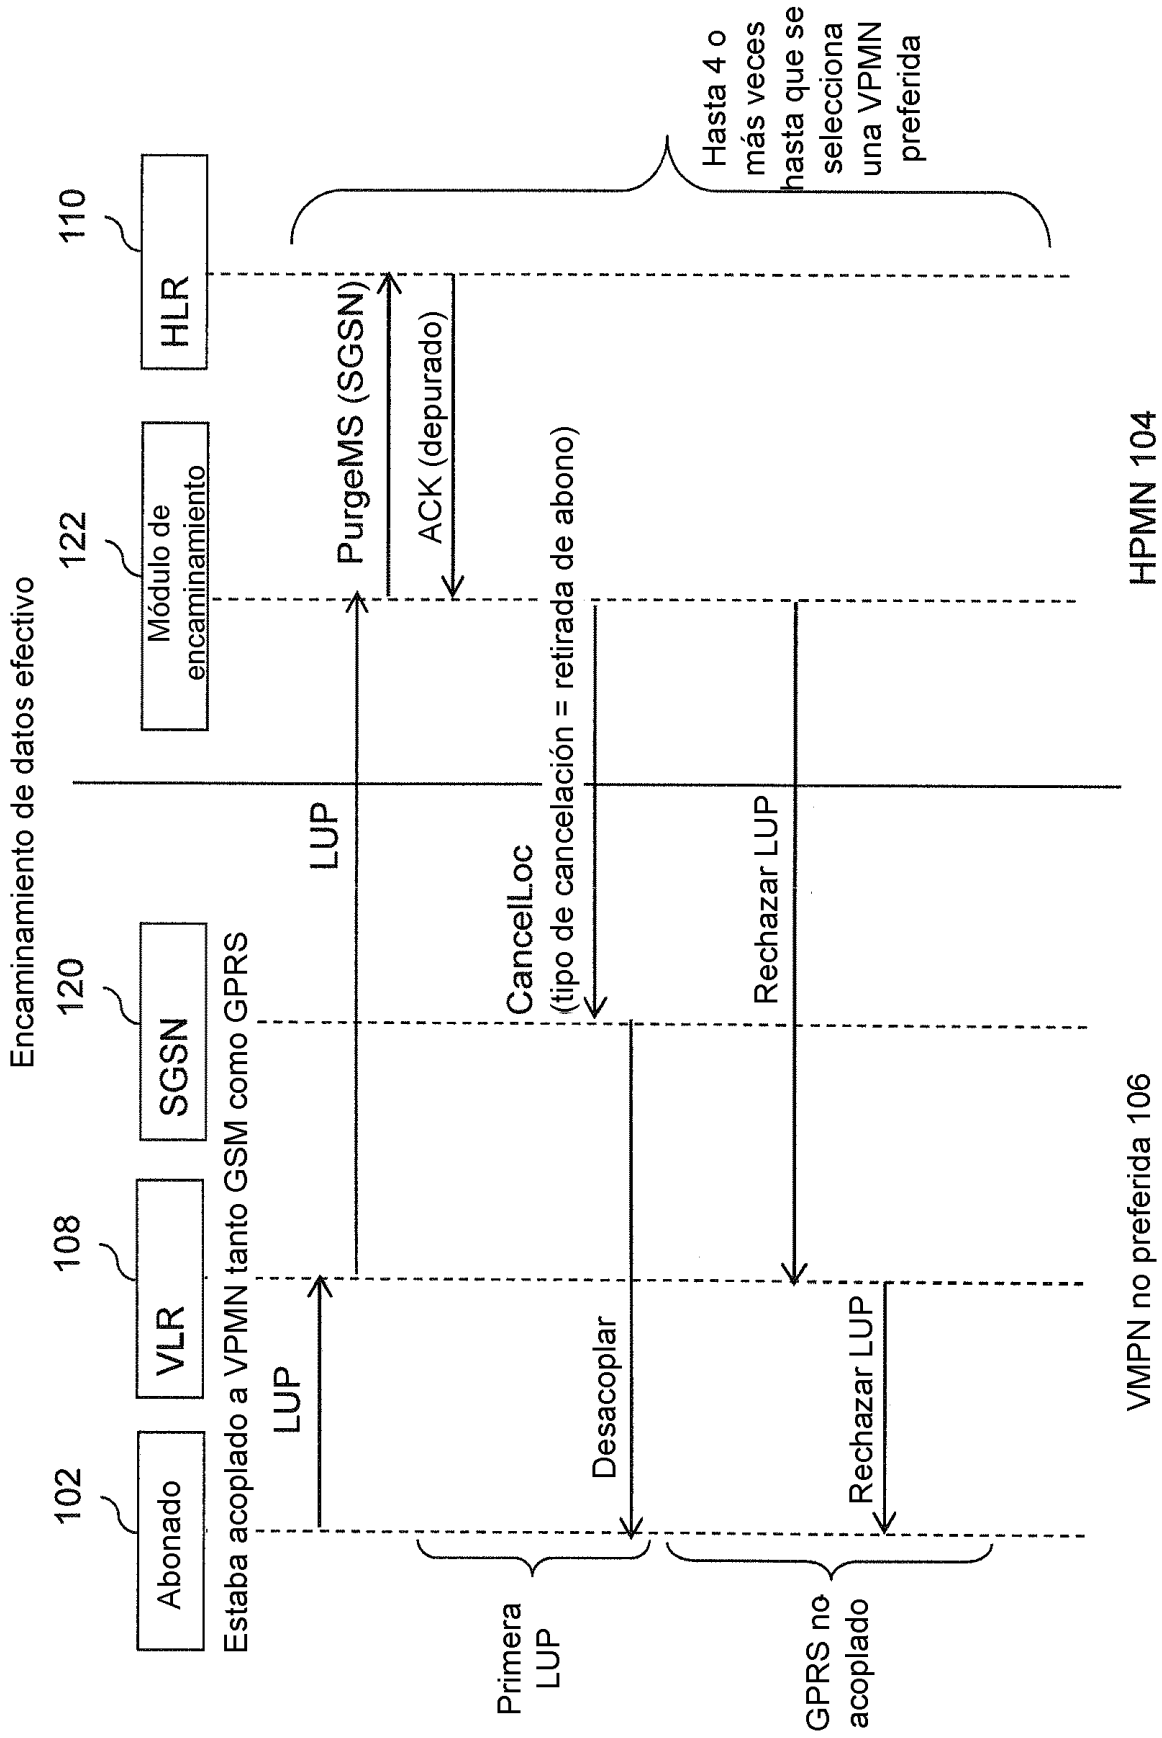 Encaminamiento de datos efectivo
102
108
120
122
110
Abonado
VLR
SGSN
Módulo de
encaminamiento
HLR
Estaba acoplado a VPMN tanto GSM como GPRS
LUP
LUP
PurgeMS (SGSN)
ACK (depurado)
Primera
LUP
CancelLoc
(tipo de cancelación = retirada de abono)
Desacoplar
Hasta 4 o
más veces
hasta que se
selecciona
una VPMN
preferida
Rechazar LUP
GPRS no
acoplado
Rechazar LUP
VMPN no preferida 106
HPMN 104